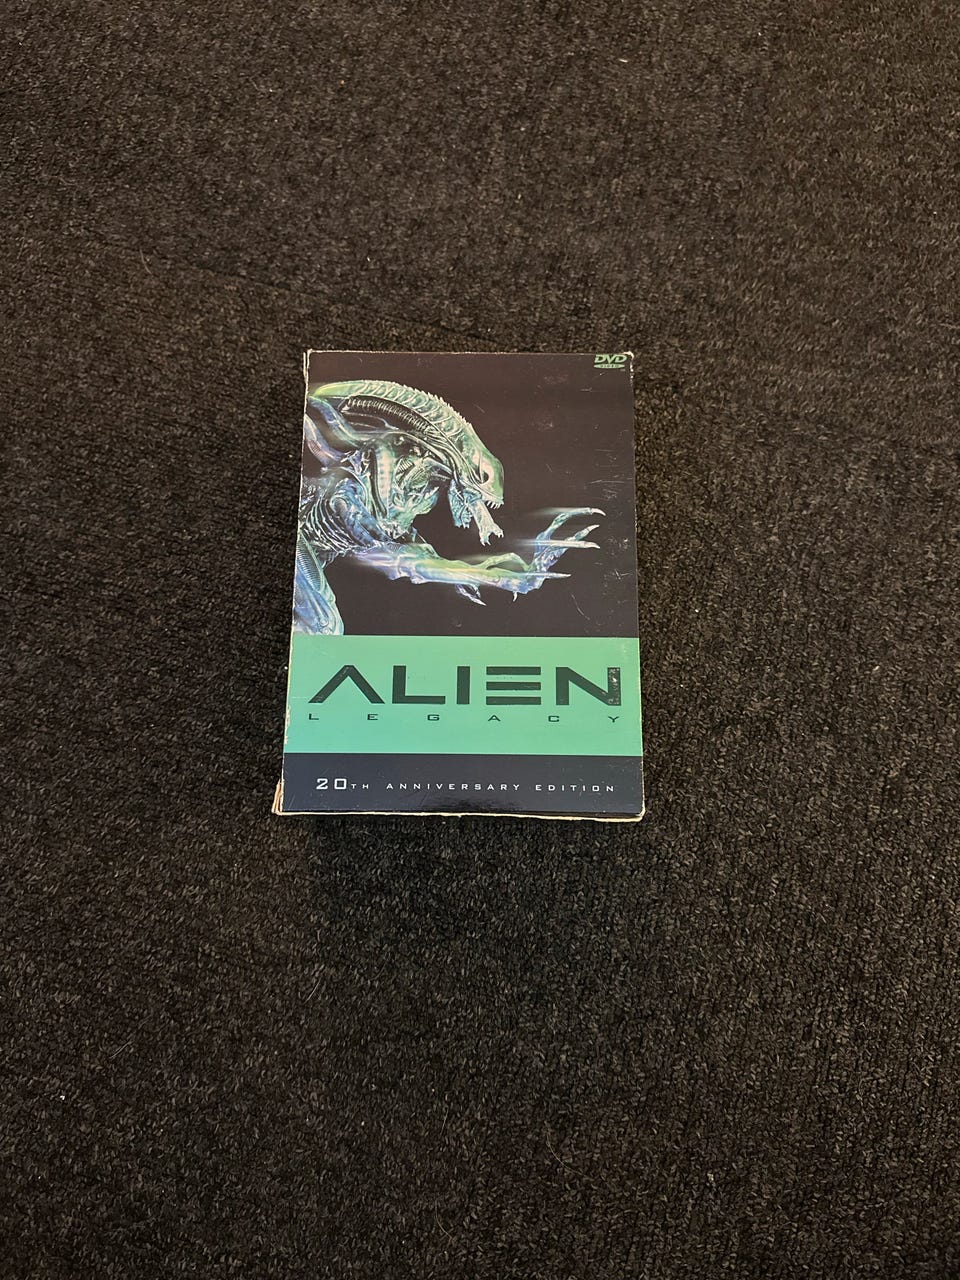 DVD
VIDEO
ALIEN
LEGACY
20TH ANNIVERSARY EDITION